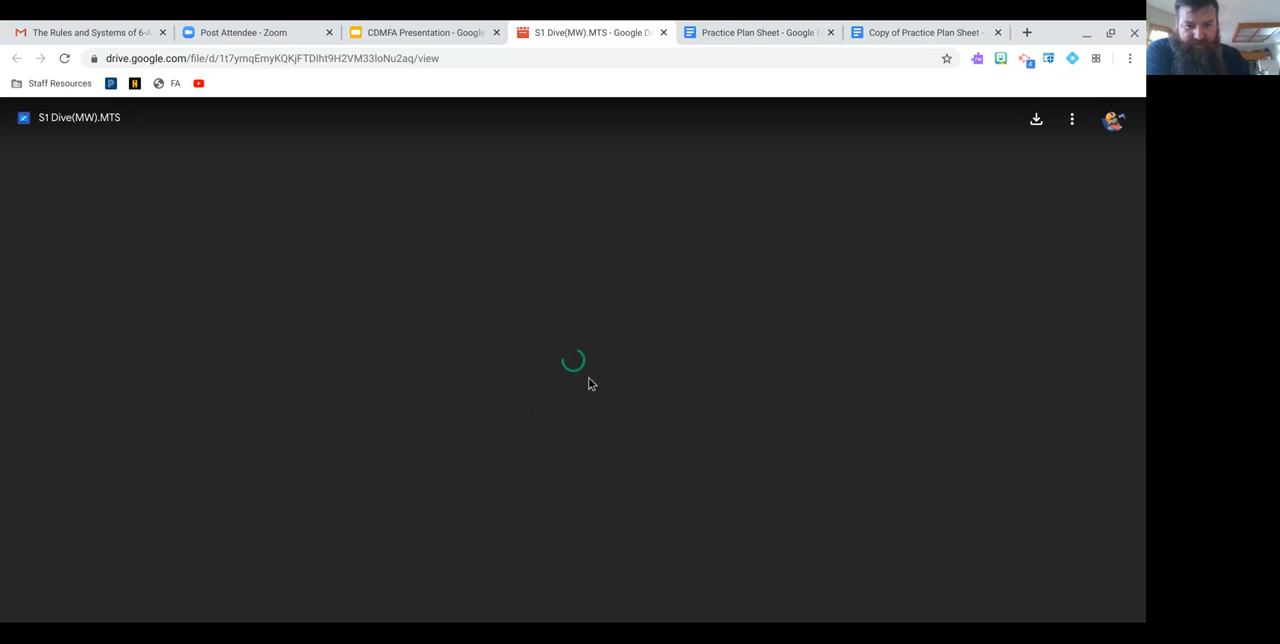 The Rules and Systems of 6-A
Post Attendee - Zoom
CDMFA Presentation - Google
S1 Dive(MW).MTS - Google D
Practice Plan Sheet - Google
Copy of Practice Plan Sheet -
drive.google.com/file/d/1t7ymqEmyKQKjFTDIht9H2VM33loNu2aq/view
4
Staff Resources
P
H
FA
S1 Dive(MW).MTS